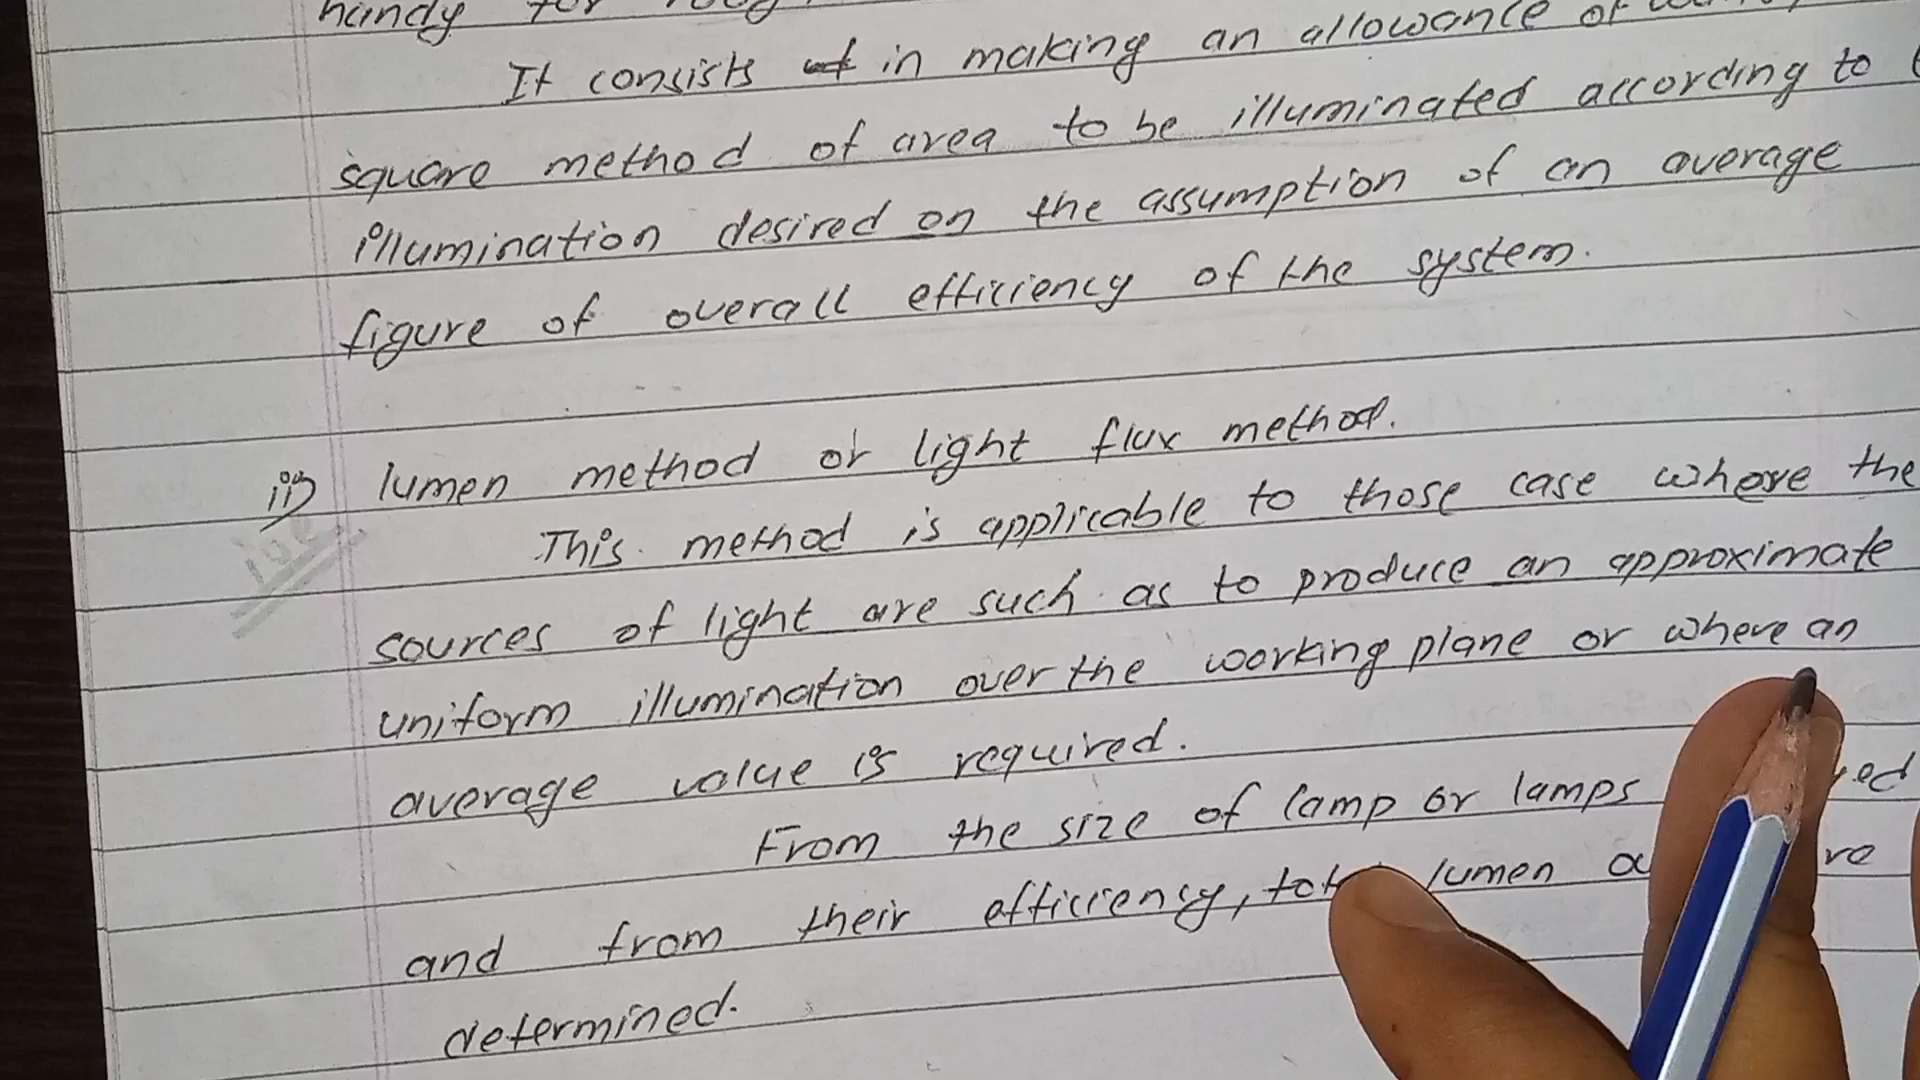 handy for
It consists of in making an allowance of
square method of area to be illuminated according to
illumination desired on the assumption of an average
figure of overall efficiency of the system.
ii) lumen method or light flux method.
This method is applicable to those case where the
sources of light are such as to produce an approximate
uniform illumination over the working plane or where an
average value is required.
From the size of lamp or lamps
and from their efficiency, lumen
determined.